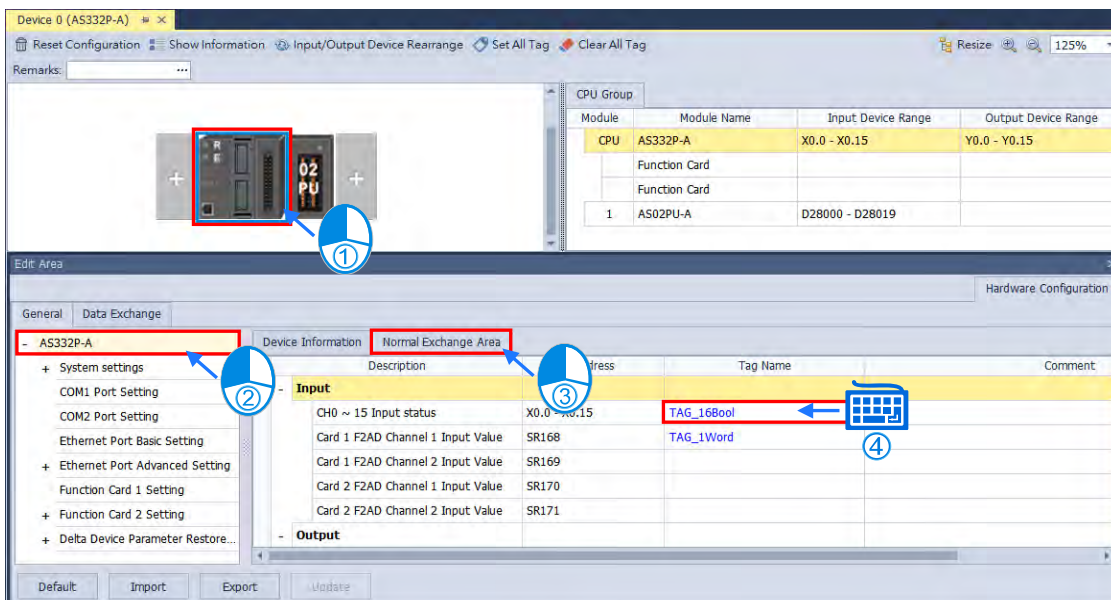 Device 0 (AS332P-A)
Reset Configuration Show Information Input/Output Device Rearrange Set All Tag Clear All Tag Resize 125%
Remarks: ...
R
E
02
PU
①
CPU Group
Module Module Name Input Device Range Output Device Range
CPU AS332P-A X0.0 - X0.15 Y0.0 - Y0.15
Function Card
Function Card
1 AS02PU-A D28000 - D28019
Edit Area
Hardware Configuration
General Data Exchange
- AS332P-A
+ System settings
COM1 Port Setting
COM2 Port Setting
Ethernet Port Basic Setting
+ Ethernet Port Advanced Setting
Function Card 1 Setting
+ Function Card 2 Setting
+ Delta Device Parameter Restore...
②
Device Information Normal Exchange Area
③
Description Tag Name Comment
- Input
CH0 ~ 15 Input status X0.0 - X0.15 TAG_16Bool
④
Card 1 F2AD Channel 1 Input Value SR168 TAG_1Word
Card 1 F2AD Channel 2 Input Value SR169
Card 2 F2AD Channel 1 Input Value SR170
Card 2 F2AD Channel 2 Input Value SR171
- Output
Default Import Export Update